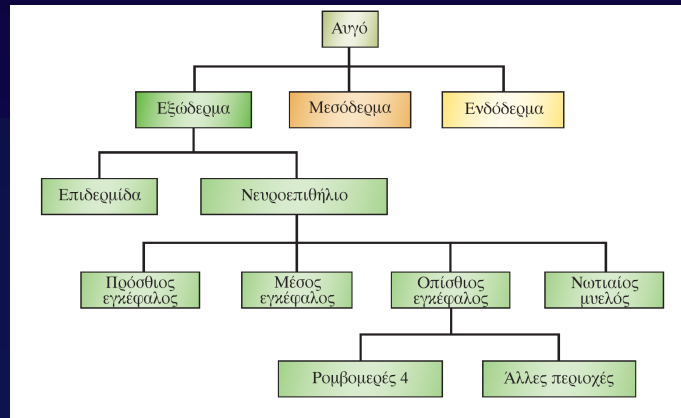 Αυγό
Εξώδερμα
Μεσόδερμα
Ενδόδερμα
Επιδερμίδα
Νευροεπιθήλιο
Πρόσθιος
εγκέφαλος
Μέσος
εγκέφαλος
Οπίσθιος
εγκέφαλος
Νωτιαίος
μυελός
Ρομβομερές 4
Άλλες περιοχές